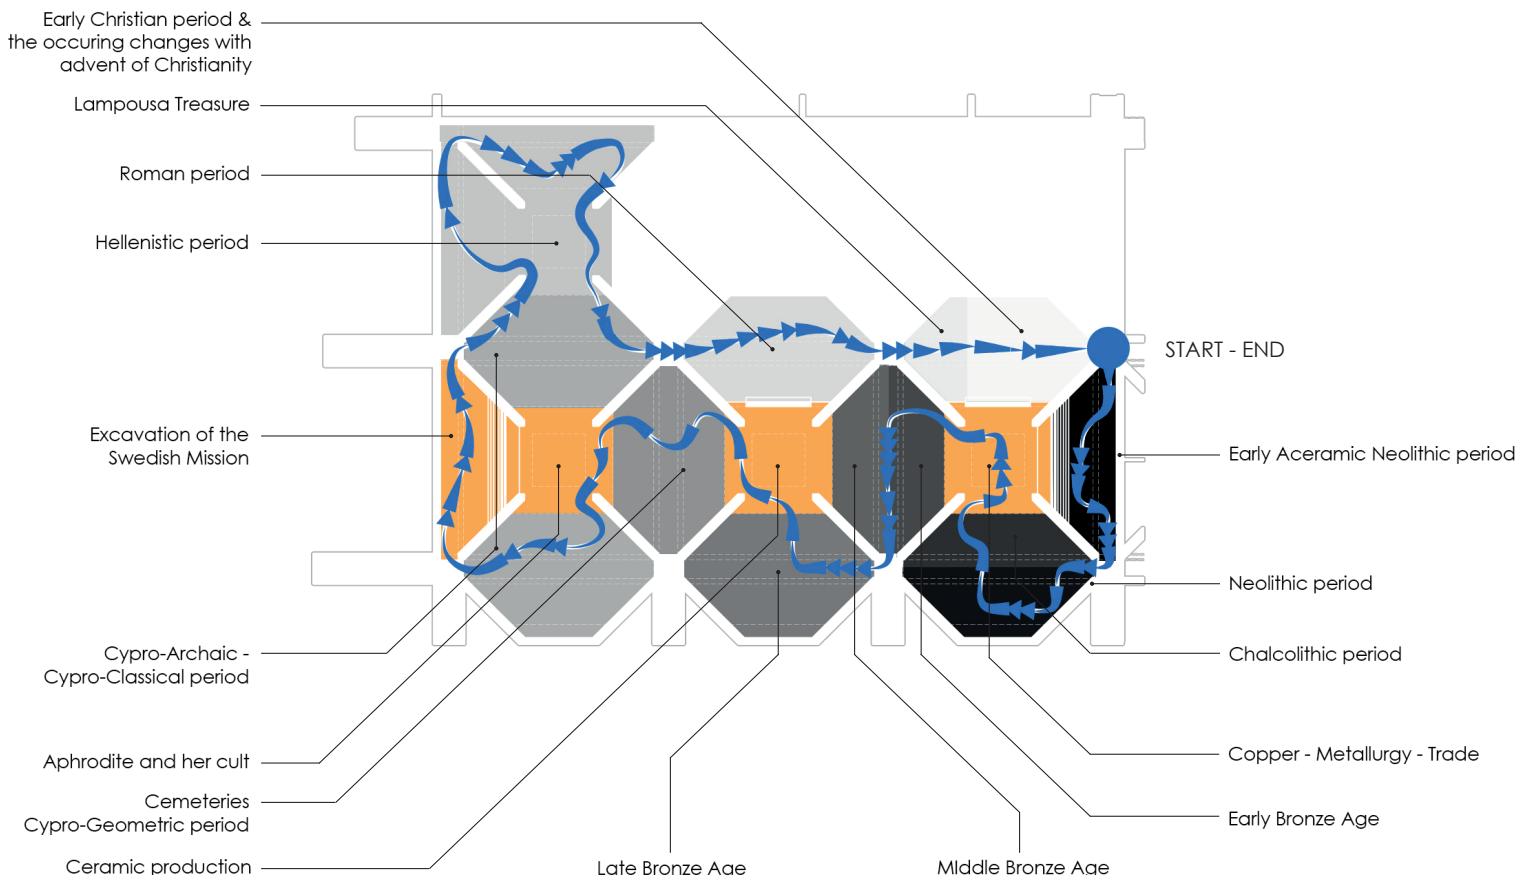 Early Christian period &
the occuring changes with
advent of Christianity
Lampousa Treasure
Roman period
Hellenistic period
Excavation of the
Swedish Mission
Cypro-Archaic -
Cypro-Classical period
Aphrodite and her cult
Cemeteries
Cypro-Geometric period
Ceramic production
Late Bronze Age
MIddle Bronze Age
START - END
Early Aceramic Neolithic period
Neolithic period
Chalcolithic period
Copper - Metallurgy - Trade
Early Bronze Age